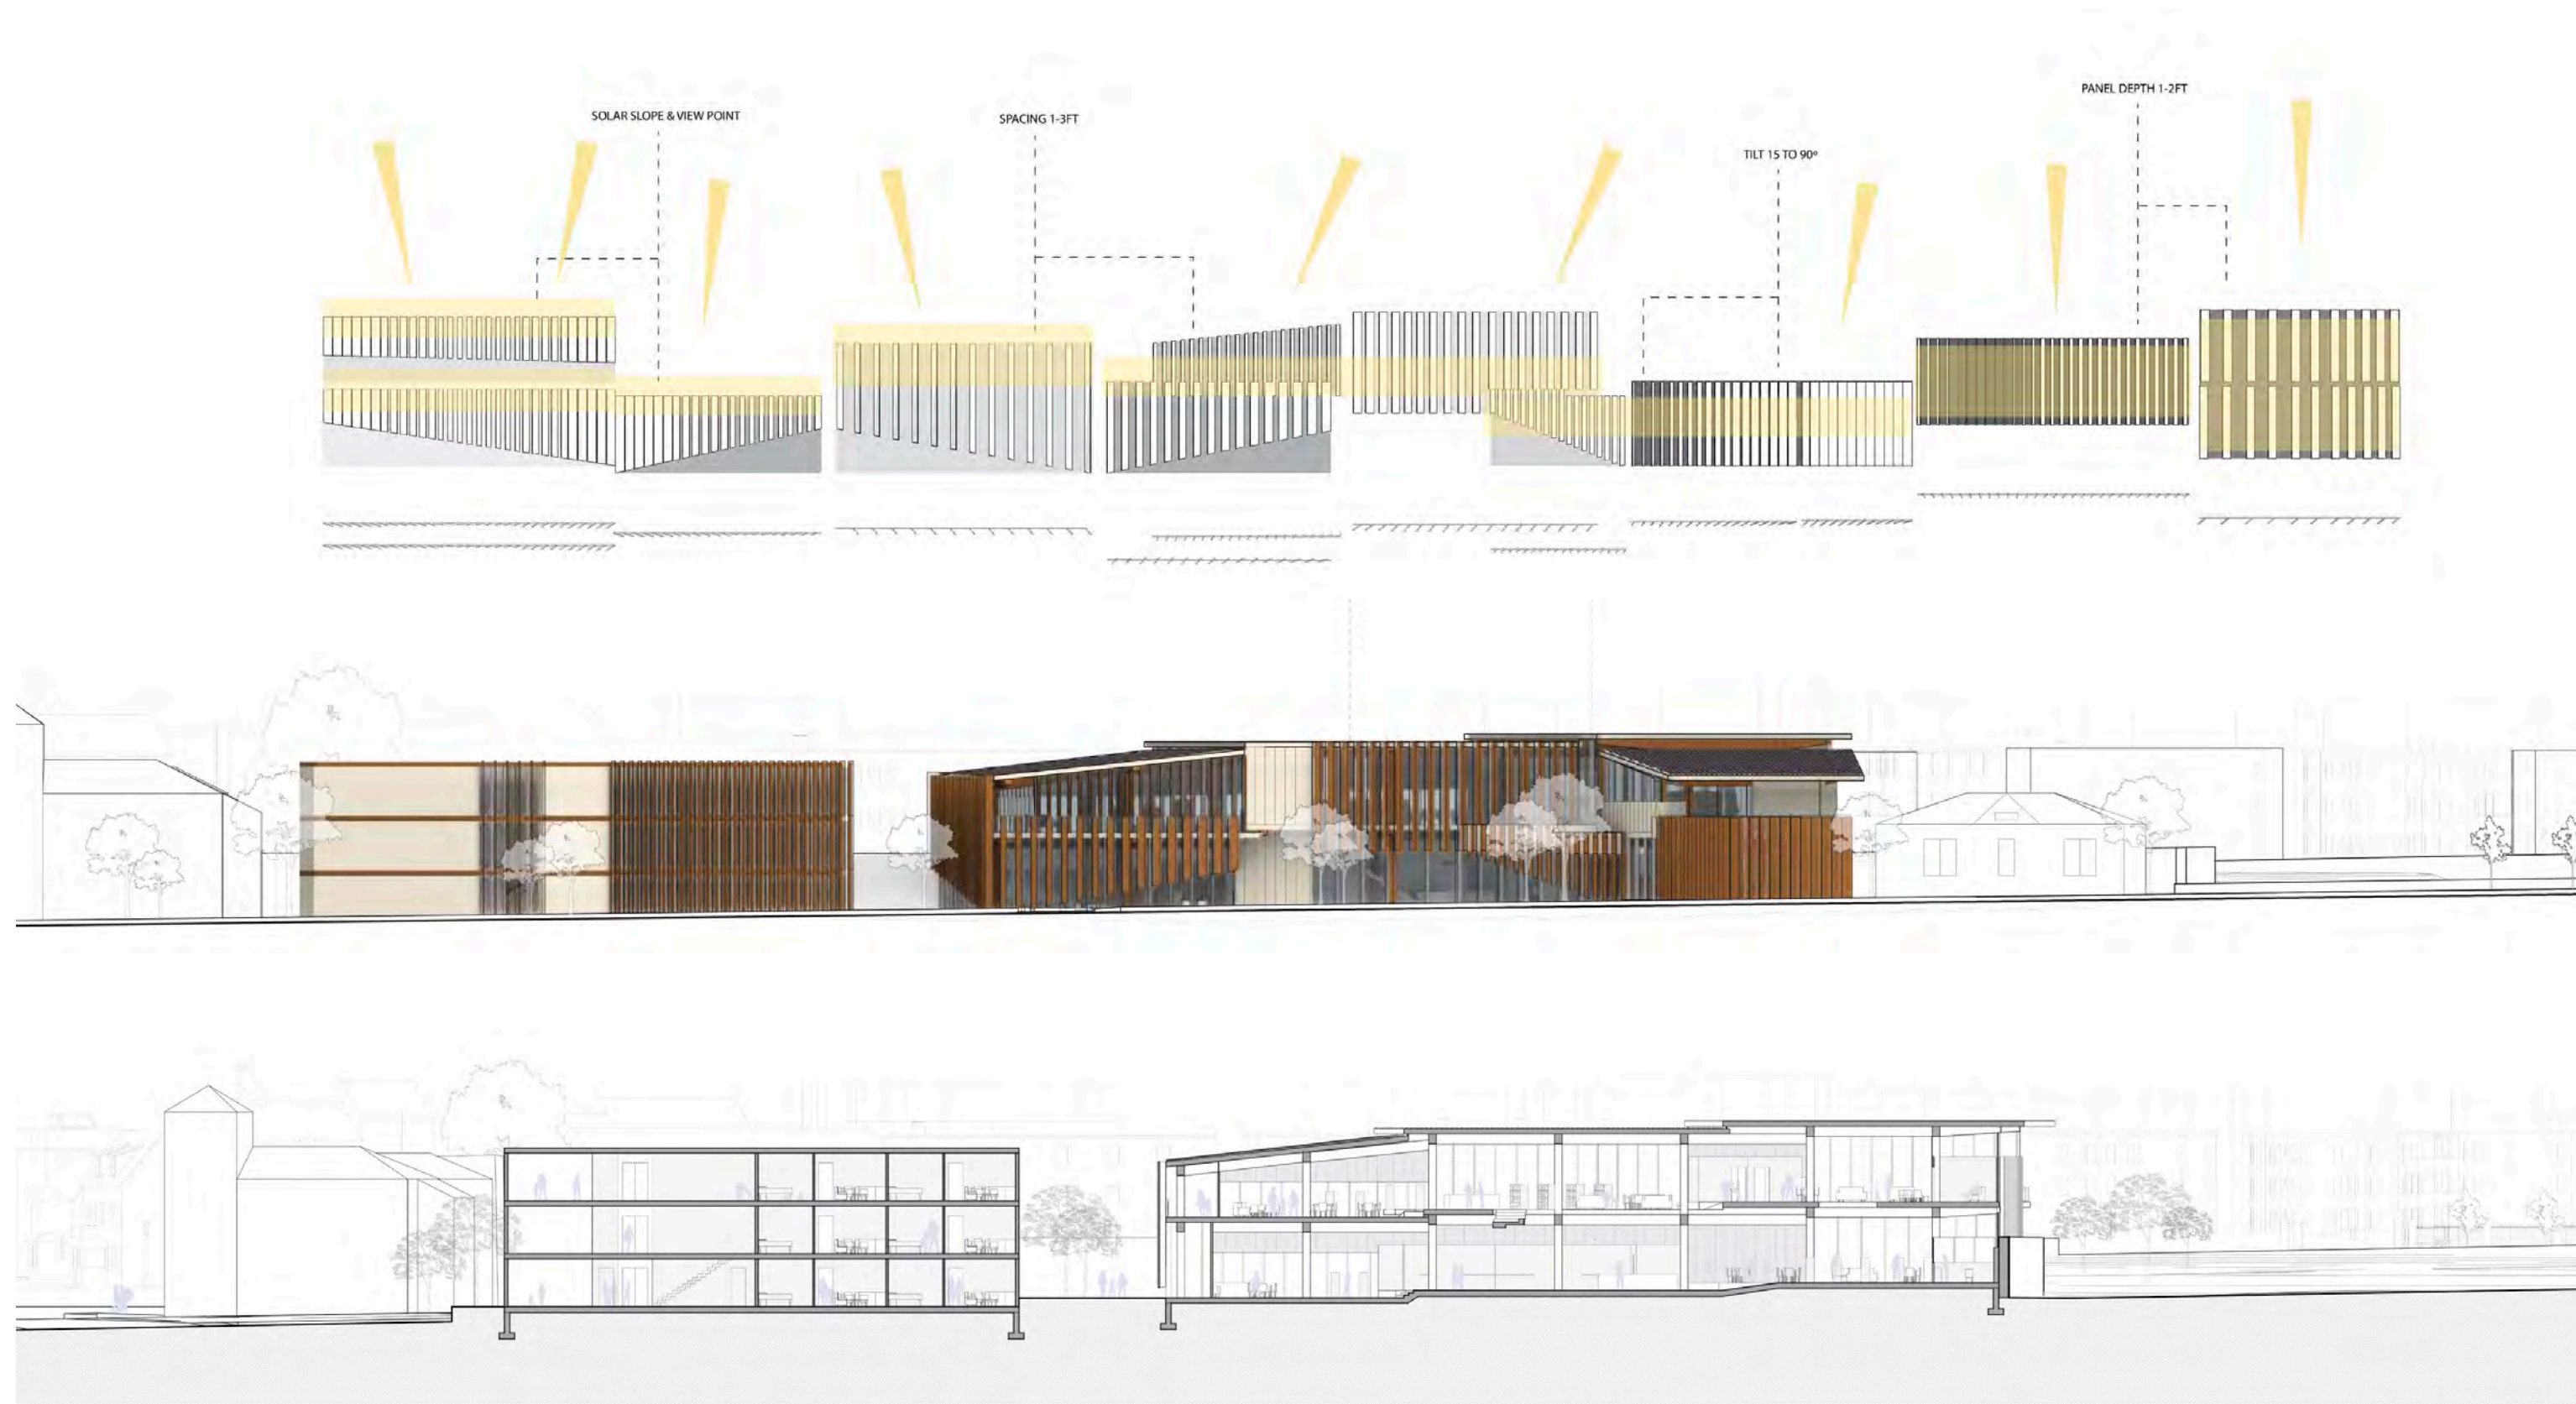 SOLAR SLOPE & VIEW POINT
SPACING 1-3FT
TILT 15 TO 90º
PANEL DEPTH 1-2FT